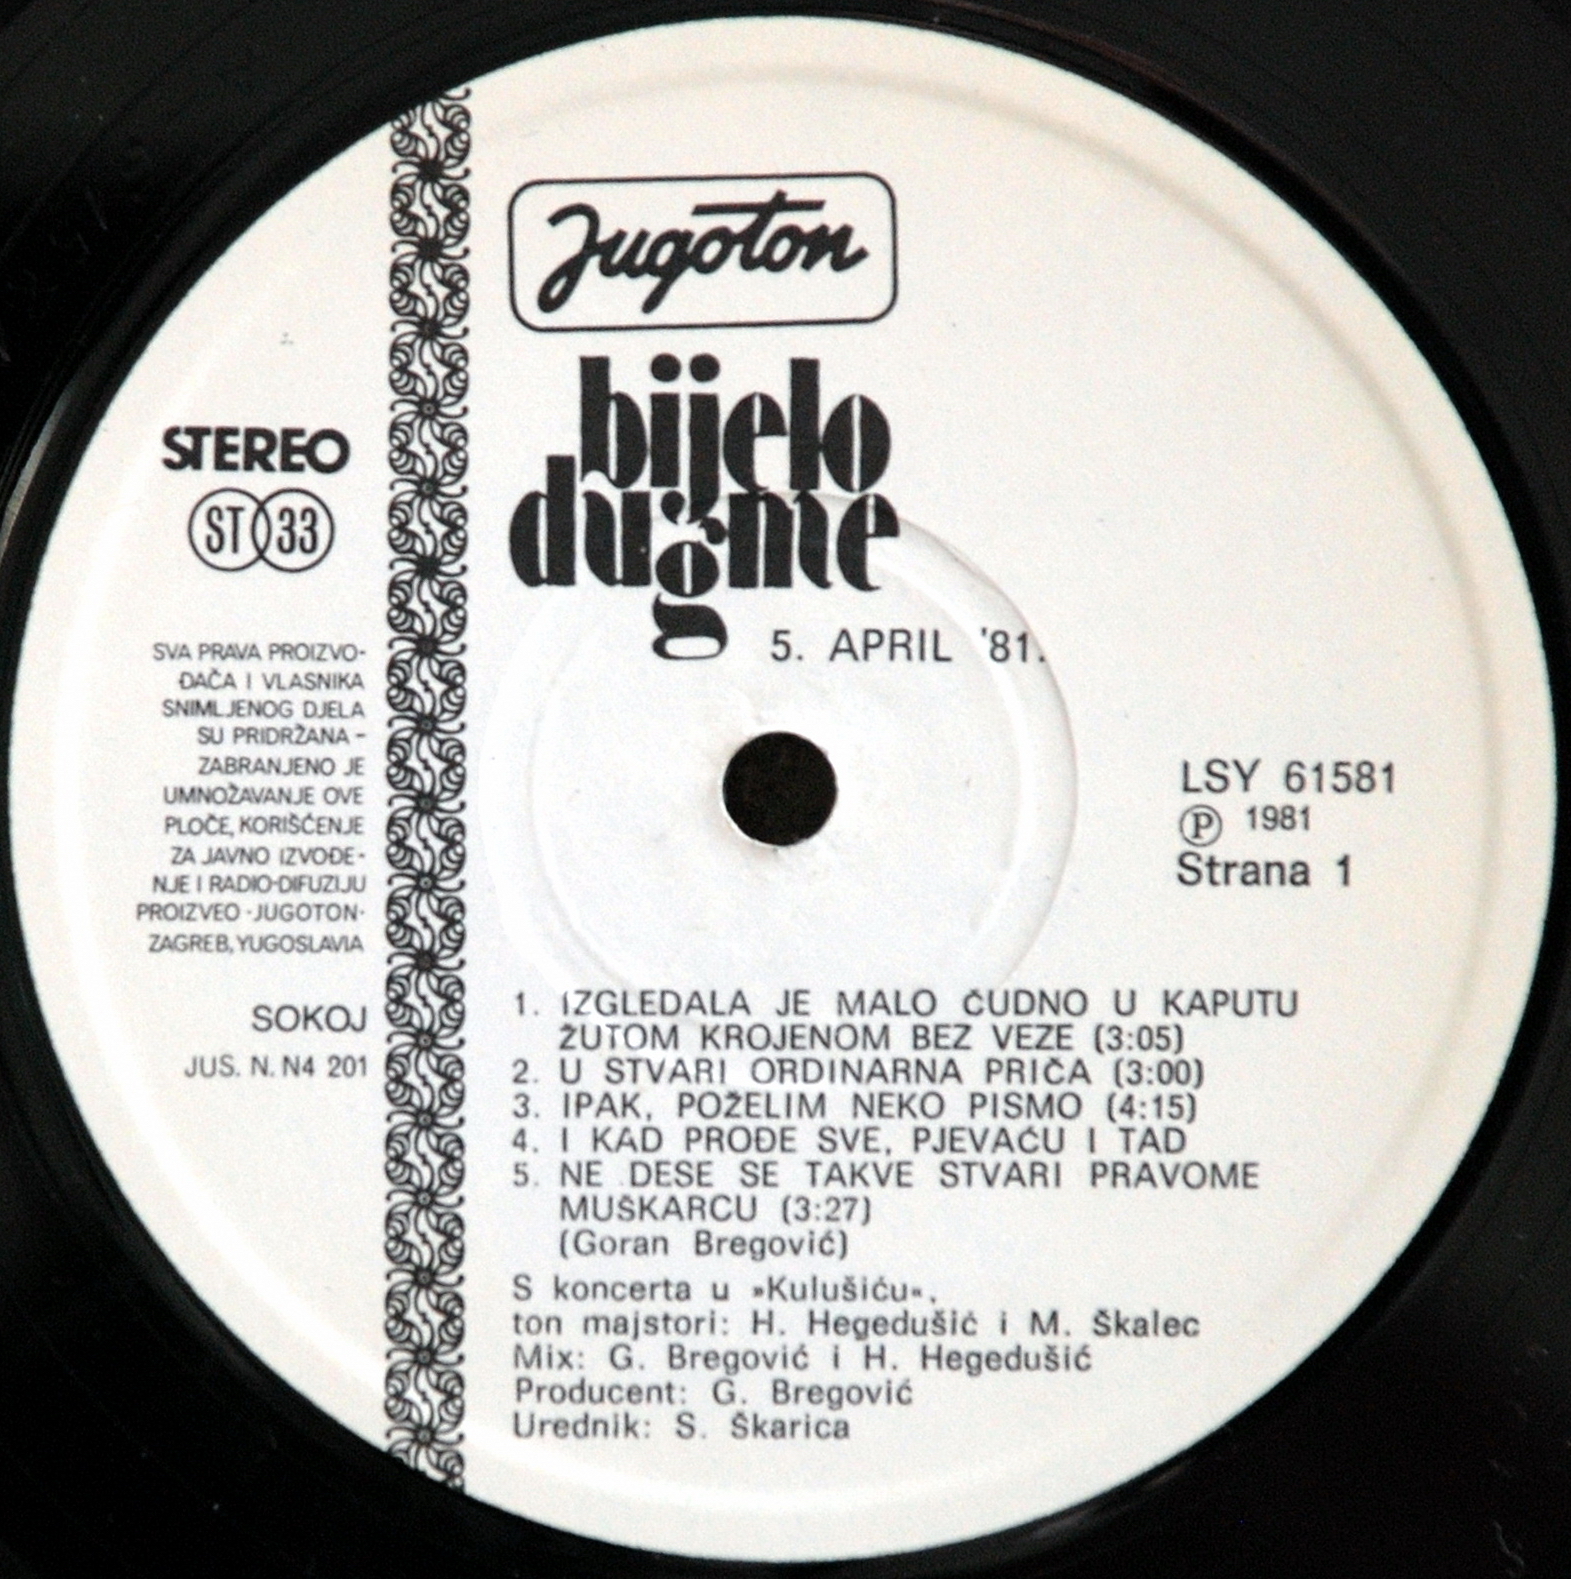 Jugoton
bijelo
dugme
5. APRIL '81.
STEREO
ST 33
SVA PRAVA PROIZVO-
ĐAČA I VLASNIKA
SNIMLJENOG DJELA
SU PRIDRŽANA -
ZABRANJENO JE
UMNOŽAVANJE OVE
PLOČE, KORIŠĆENJE
ZA JAVNO IZVOĐE-
NJE I RADIO-DIFUZIJU
PROIZVEO -JUGOTON-
ZAGREB, YUGOSLAVIA
SOKOJ
JUS. N. N4 201
LSY 61581
Ⓟ 1981
Strana 1
1. IZGLEDALA JE MALO ČUDNO U KAPUTU
ŽUTOM KROJENOM BEZ VEZE (3:05)
2. U STVARI ORDINARNA PRIČA (3:00)
3. IPAK, POŽELIM NEKO PISMO (4:15)
4. I KAD PROĐE SVE, PJEVAĆU I TAD
5. NE DESE SE TAKVE STVARI PRAVOME
MUŠKARCU (3:27)
(Goran Bregović)
S koncerta u »Kulušiću«,
ton majstori: H. Hegedušić i M. Škalec
Mix: G. Bregović i H. Hegedušić
Producent: G. Bregović
Urednik: S. Škarica